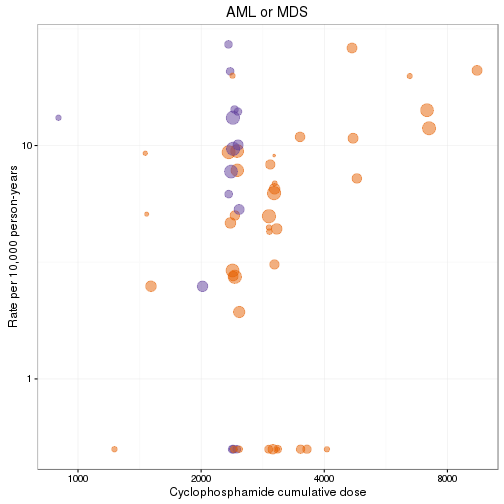 AML or MDS
Rate per 10,000 person-years
10
1
1000 2000 4000 8000
Cyclophosphamide cumulative dose